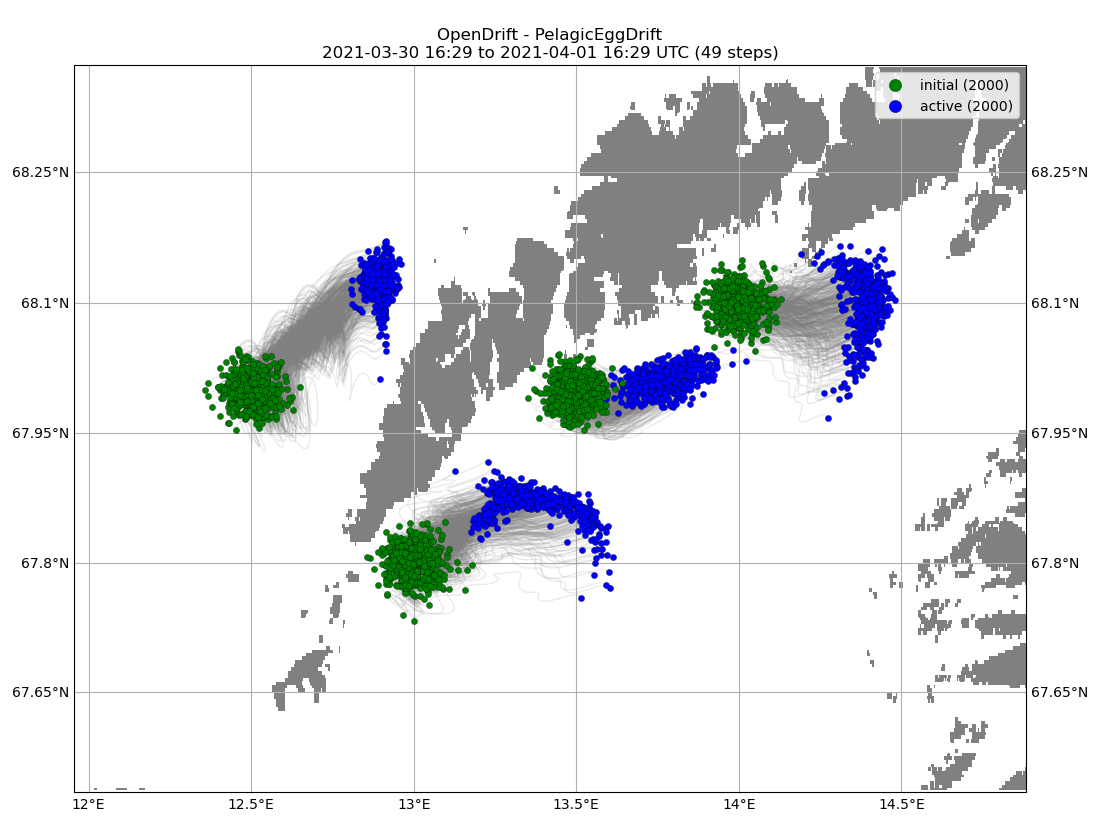 OpenDrift - PelagicEggDrift
2021-03-30 16:29 to 2021-04-01 16:29 UTC (49 steps)
initial (2000)
active (2000)
68.25°N
68.25°N
68.1°N
68.1°N
67.95°N
67.95°N
67.8°N
67.8°N
67.65°N
67.65°N
12°E
12.5°E
13°E
13.5°E
14°E
14.5°E